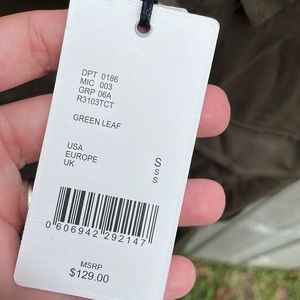 DPT 0186
MIC 003
GRP 06A
R3103TCT
GREEN LEAF
USA S
EUROPE S
UK S
0 606942 292147
MSRP
$129.00